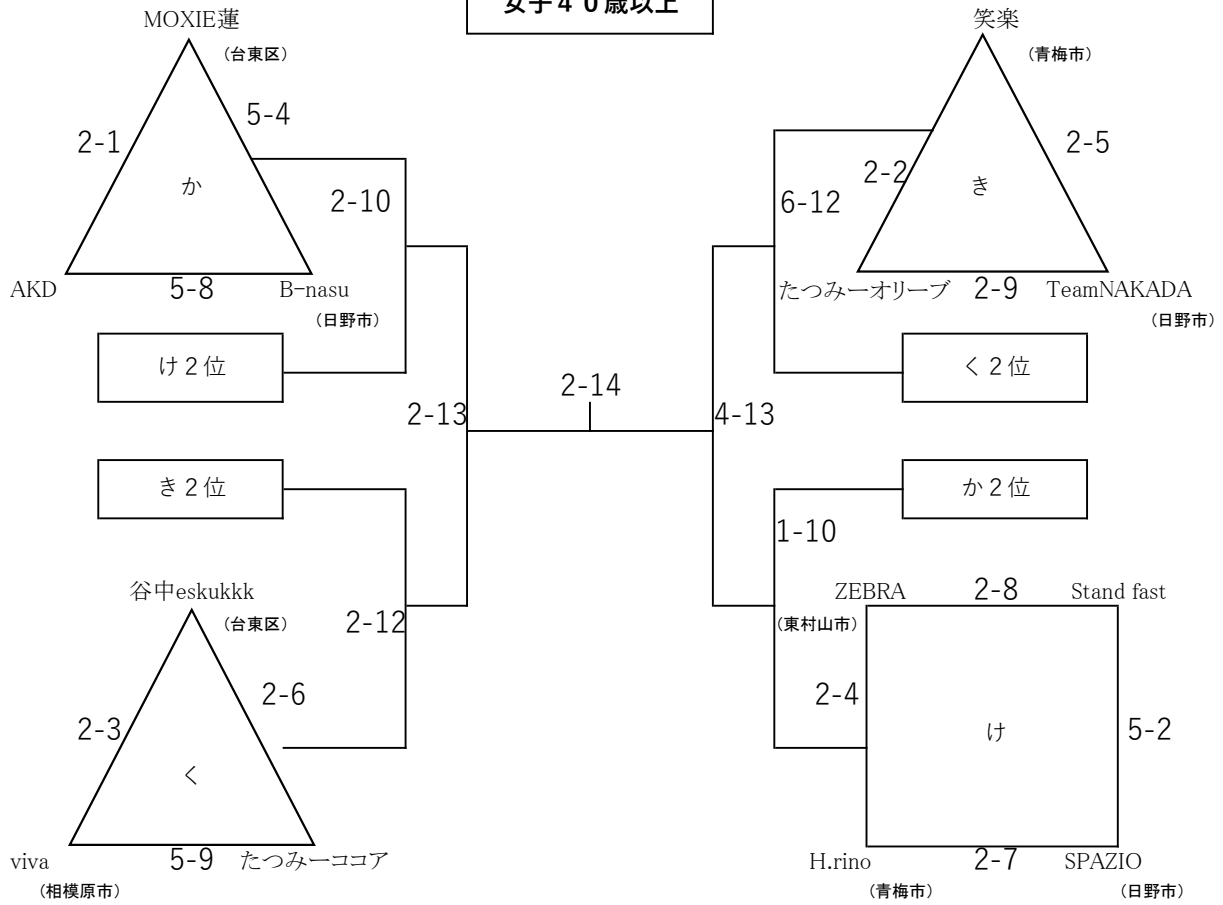 女子４０歳以上
MOXIE蓮
(台東区)
2-1
5-4
か
AKD
5-8
B-nasu
(日野市)
2-10
け２位
2-13
き２位
谷中eskukkk
(台東区)
2-12
2-3
2-6
く
viva
(相模原市)
5-9
たつみーココア
2-14
笑楽
(青梅市)
2-2
2-5
き
6-12
たつみーオリーブ
2-9
TeamNAKADA
(日野市)
く２位
4-13
か２位
1-10
ZEBRA
(東村山市)
2-8
Stand fast
2-4
け
5-2
H.rino
(青梅市)
2-7
SPAZIO
(日野市)